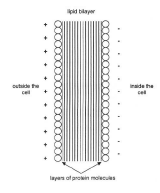 lipid bilayer
+ -
+ -
+ -
+ -
outside the
cell
inside the
cell
+ -
+ -
+ -
+ -
+ -
+ -
layers of protein molecules